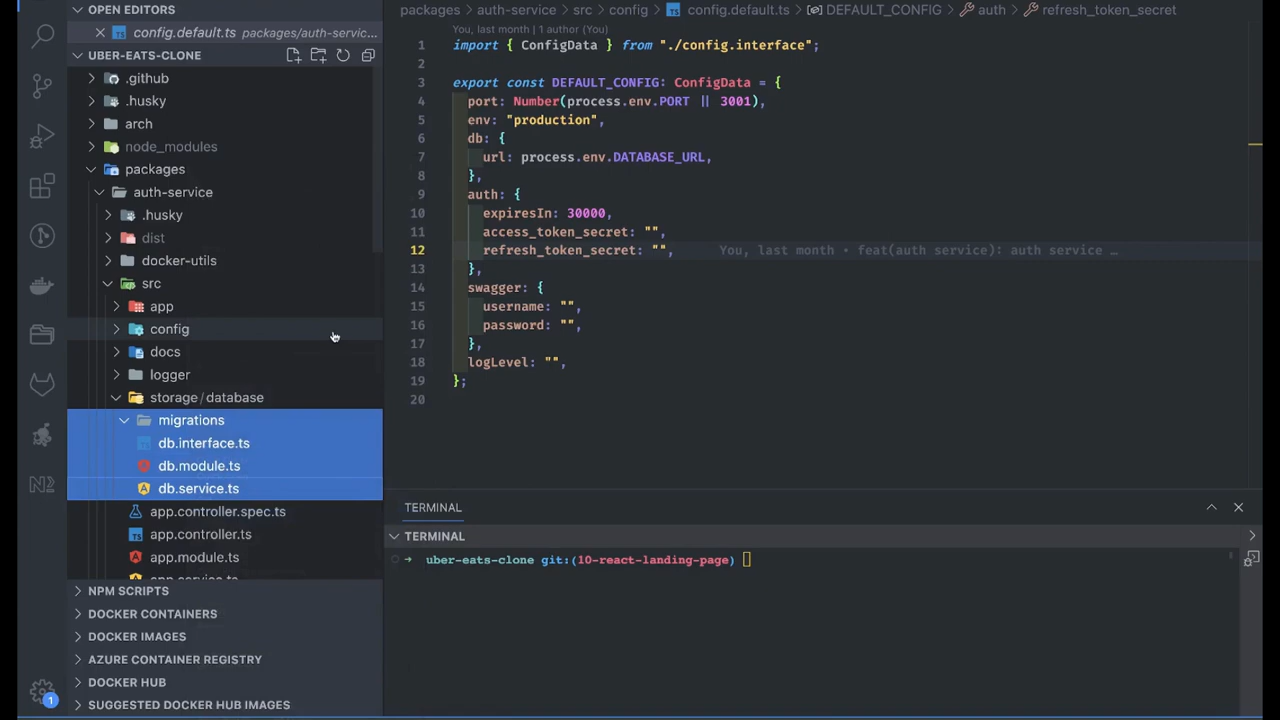 OPEN EDITORS
config.default.ts packages/auth-servic...
UBER-EATS-CLONE
.github
.husky
arch
node_modules
packages
auth-service
.husky
dist
docker-utils
src
app
config
docs
logger
storage/database
migrations
db.interface.ts
db.module.ts
db.service.ts
app.controller.spec.ts
app.controller.ts
app.module.ts
app.service.ts
NPM SCRIPTS
DOCKER CONTAINERS
DOCKER IMAGES
AZURE CONTAINER REGISTRY
DOCKER HUB
SUGGESTED DOCKER HUB IMAGES
1
packages > auth-service > src > config > config.default.ts > DEFAULT_CONFIG > auth > refresh_token_secret
You, last month | 1 author (You)
1 import { ConfigData } from "./config.interface";
2
3 export const DEFAULT_CONFIG: ConfigData = {
4 port: Number(process.env.PORT || 3001),
5 env: "production",
6 db: {
7 url: process.env.DATABASE_URL,
8 },
9 auth: {
10 expiresIn: 30000,
11 access_token_secret: "",
12 refresh_token_secret: "", You, last month • feat(auth service): auth service …
13 },
14 swagger: {
15 username: "",
16 password: "",
17 },
18 logLevel: "",
19 };
20
TERMINAL
TERMINAL
→ uber-eats-clone git:(10-react-landing-page)